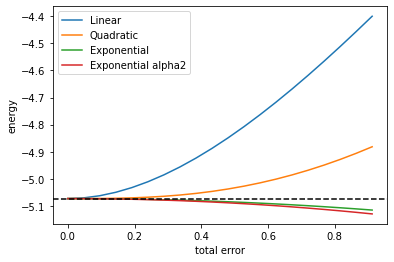 Linear
Quadratic
Exponential
Exponential alpha2
−4.4
−4.5
−4.6
−4.7
−4.8
−4.9
−5.0
−5.1
energy
0.0 0.2 0.4 0.6 0.8
total error